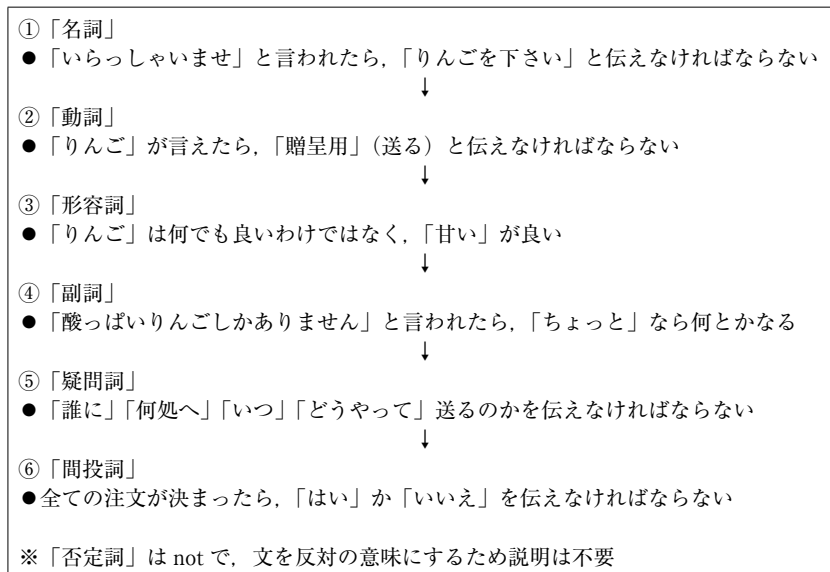 ①「名詞」
●「いらっしゃいませ」と言われたら，「りんごを下さい」と伝えなければならない
↓
②「動詞」
●「りんご」が言えたら，「贈呈用」（送る）と伝えなければならない
↓
③「形容詞」
●「りんご」は何でも良いわけではなく，「甘い」が良い
↓
④「副詞」
●「酸っぱいりんごしかありません」と言われたら，「ちょっと」なら何とかなる
↓
⑤「疑問詞」
●「誰に」「何処へ」「いつ」「どうやって」送るのかを伝えなければならない
↓
⑥「間投詞」
●全ての注文が決まったら，「はい」か「いいえ」を伝えなければならない
※「否定詞」は not で，文を反対の意味にするため説明は不要